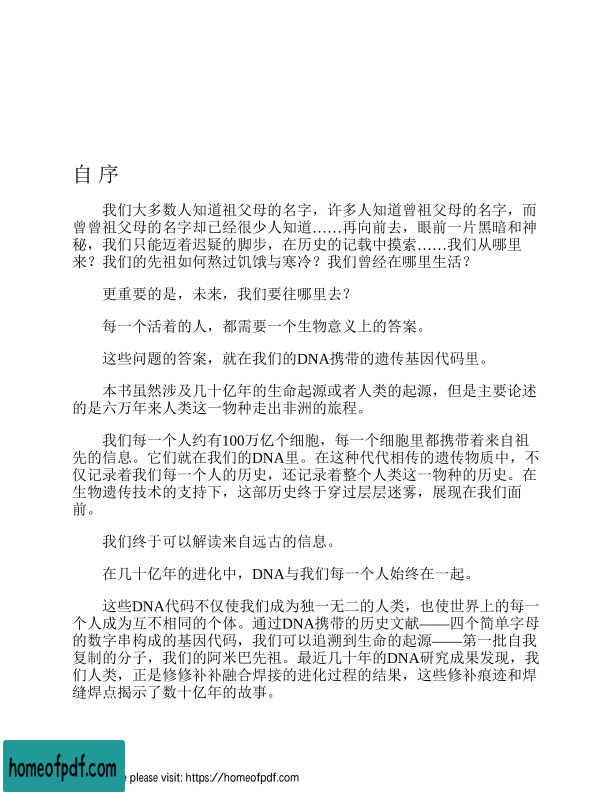 自 序
我们大多数人知道祖父母的名字，许多人知道曾祖父母的名字，而
曾曾祖父母的名字却已经很少人知道……再向前去，眼前一片黑暗和神
秘，我们只能迈着迟疑的脚步，在历史的记载中摸索……我们从哪里
来？我们的先祖如何熬过饥饿与寒冷？我们曾经在哪里生活？
更重要的是，未来，我们要往哪里去？
每一个活着的人，都需要一个生物意义上的答案。
这些问题的答案，就在我们的DNA携带的遗传基因代码里。
本书虽然涉及几十亿年的生命起源或者人类的起源，但是主要论述
的是六万年来人类这一物种走出非洲的旅程。
我们每一个人约有100万亿个细胞，每一个细胞里都携带着来自祖
先的信息。它们就在我们的DNA里。在这种代代相传的遗传物质中，不
仅记录着我们每一个人的历史，还记录着整个人类这一物种的历史。在
生物遗传技术的支持下，这部历史终于穿过层层迷雾，展现在我们面
前。
我们终于可以解读来自远古的信息。
在几十亿年的进化中，DNA与我们每一个人始终在一起。
这些DNA代码不仅使我们成为独一无二的人类，也使世界上的每一
个人成为互不相同的个体。通过DNA携带的历史文献——四个简单字母
的数字串构成的基因代码，我们可以追溯到生命的起源——第一批自我
复制的分子，我们的阿米巴先祖。最近几十年的DNA研究成果发现，我
们人类，正是修修补补融合焊接的进化过程的结果，这些修补痕迹和焊
缝焊点揭示了数十亿年的故事。
homeofpdf.com
please visit: https://homeofpdf.com